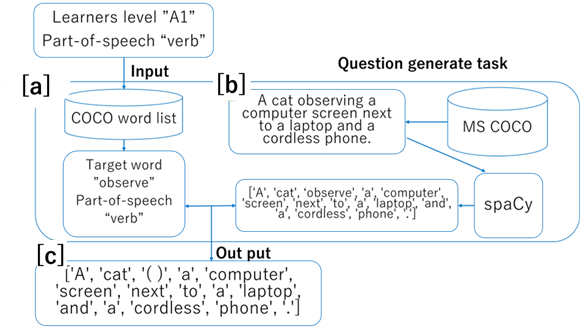 Learners level ”A1”
Part-of-speech “verb”
Input
Question generate task
[a]
[b]
COCO word list
A cat observing a
computer screen next
to a laptop and a
cordless phone.
MS COCO
Target word
”observe”
Part-of-speech
“verb”
['A', 'cat', ‘observe', 'a', 'computer',
'screen', 'next', 'to', 'a', 'laptop', 'and',
'a', 'cordless', 'phone', '.']
spaCy
Out put
[c]
['A', 'cat', '( )', 'a', 'computer',
'screen', 'next', 'to', 'a', 'laptop',
'and', 'a', 'cordless', 'phone', '.']